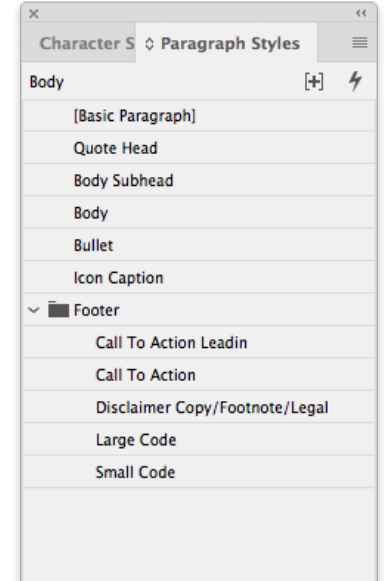 Character S Paragraph Styles
Body [+]
[Basic Paragraph]
Quote Head
Body Subhead
Body
Bullet
Icon Caption
Footer
Call To Action Leadin
Call To Action
Disclaimer Copy/Footnote/Legal
Large Code
Small Code